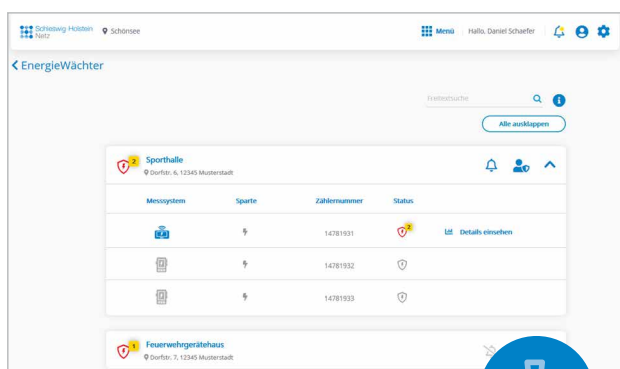 Schleswig-Holstein
Netz
Schönsee
Menü
Hallo, Daniel Schaefer
EnergieWächter
Freitextsuche
Alle ausklappen
2
Sporthalle
Dorfstr. 6, 12345 Musterstadt
Messsystem Sparte Zählernummer Status
14781931 2 Details einsehen
14781932
14781933
1
Feuerwehrgerätehaus
Dorfstr. 7, 12345 Musterstadt